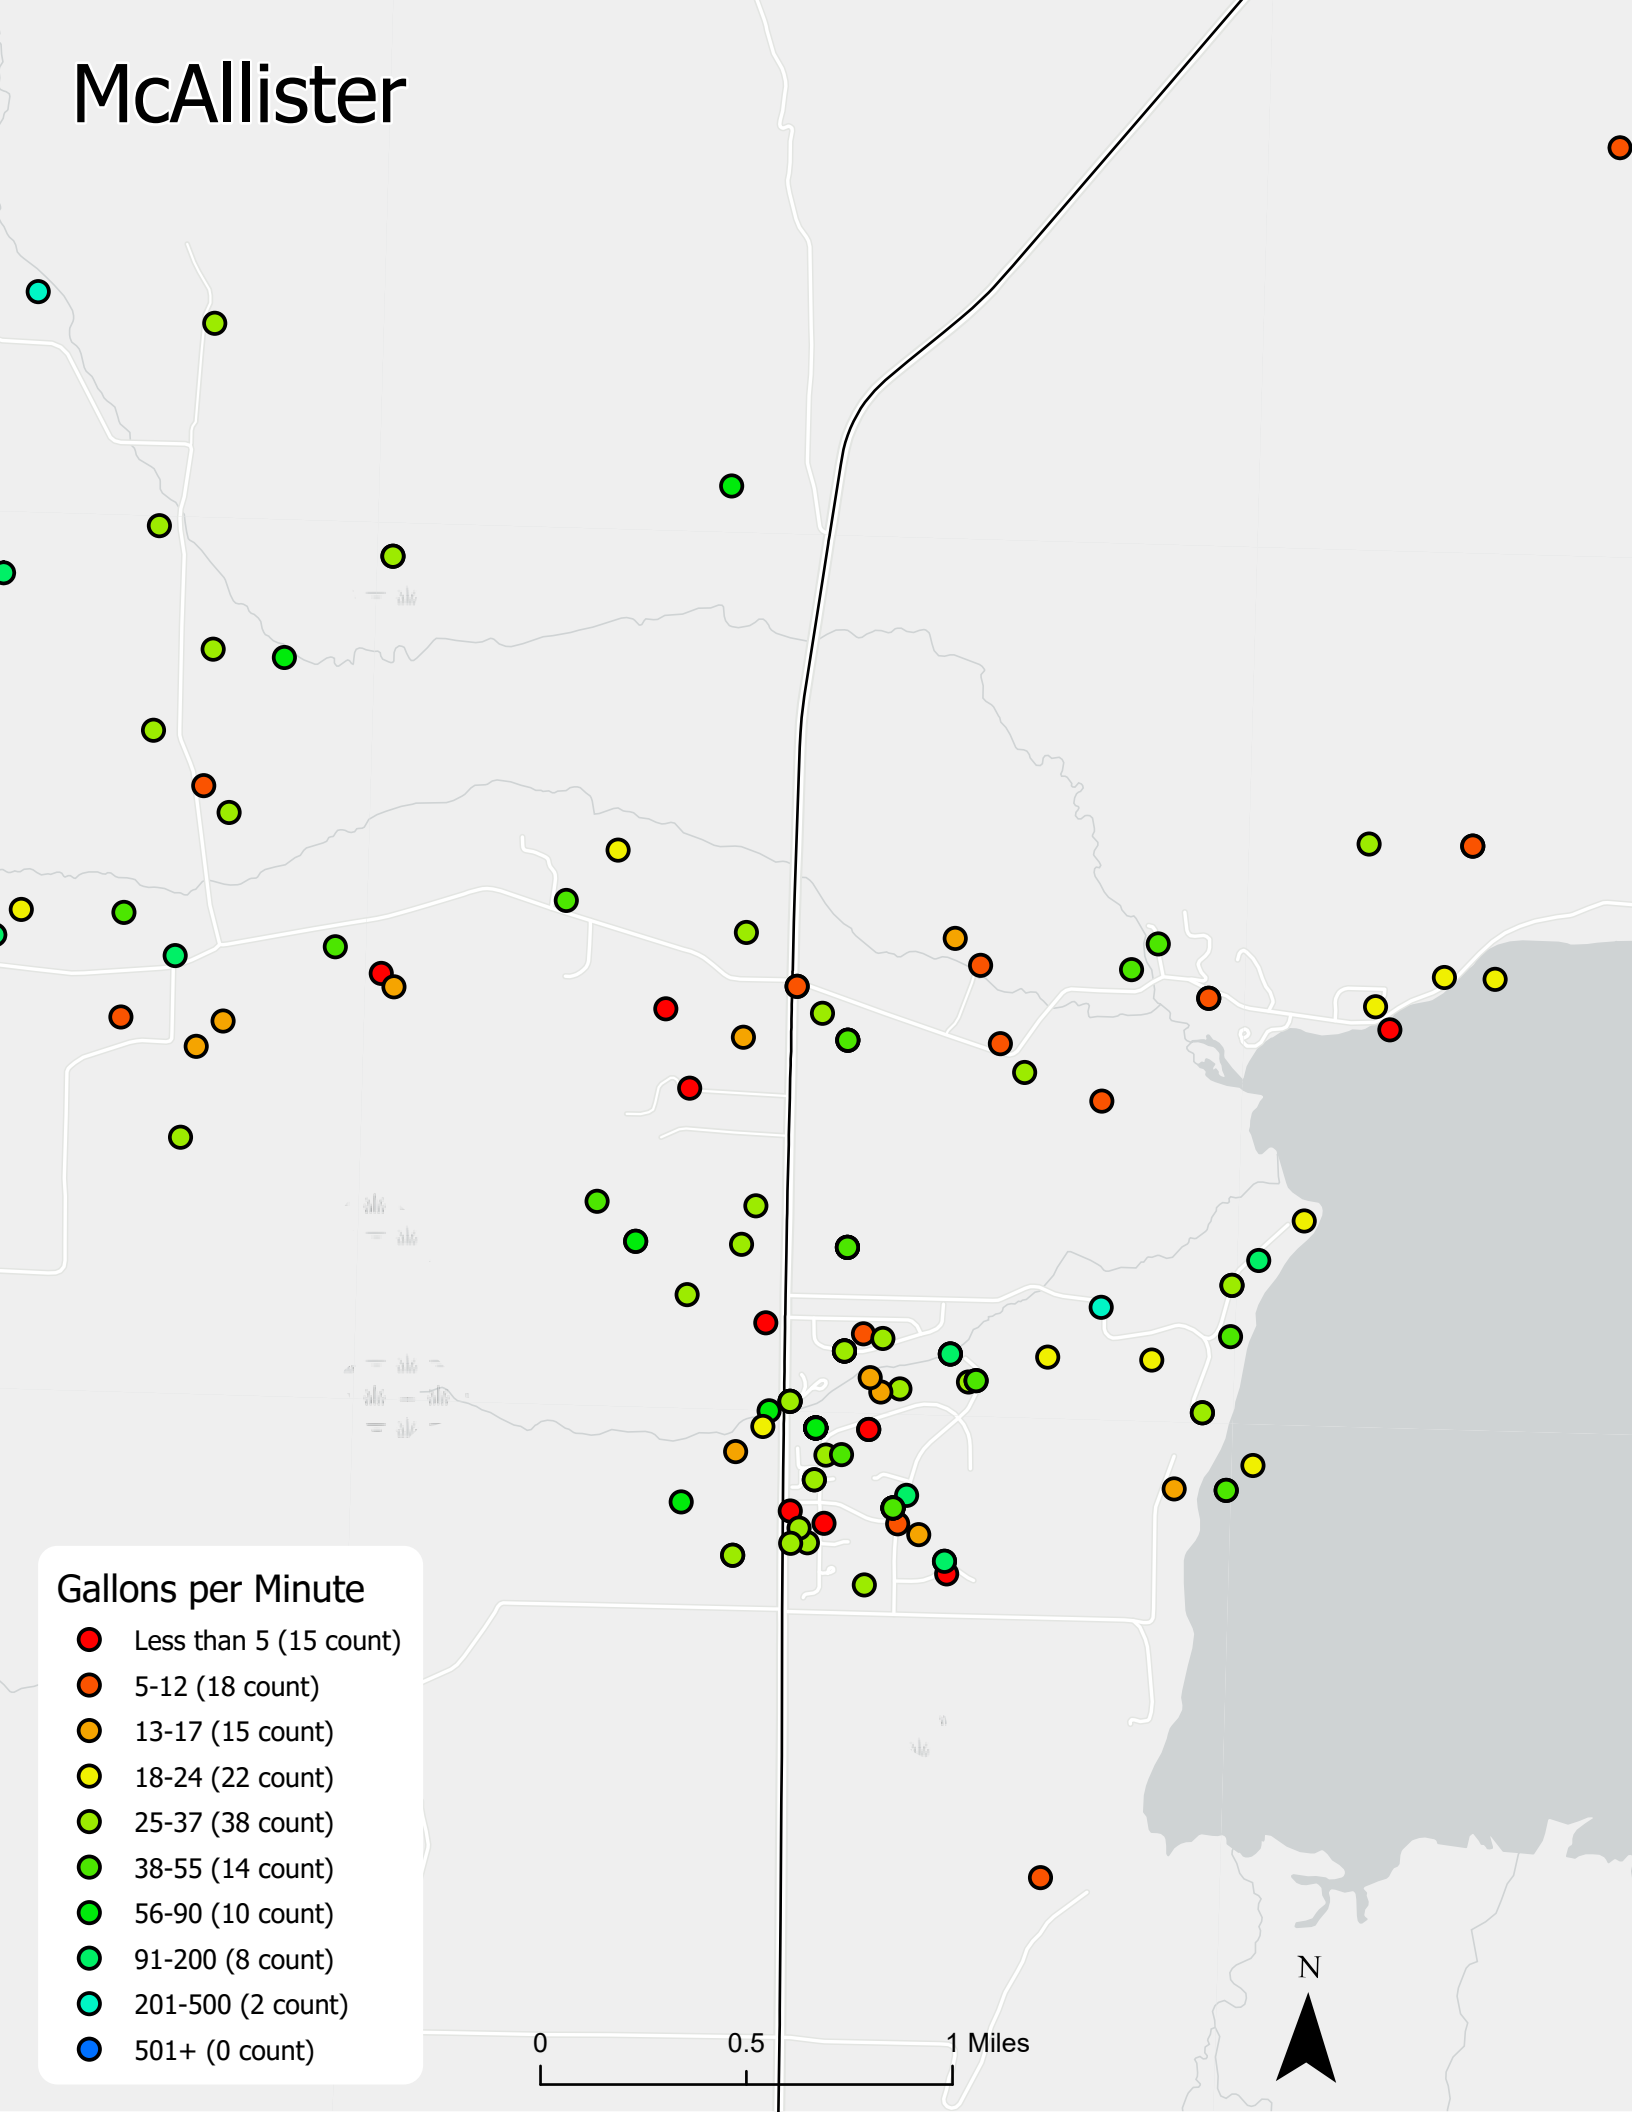 McAllister
Gallons per Minute
Less than 5 (15 count)
5-12 (18 count)
13-17 (15 count)
18-24 (22 count)
25-37 (38 count)
38-55 (14 count)
56-90 (10 count)
91-200 (8 count)
201-500 (2 count)
501+ (0 count)
0 0.5 1 Miles
N